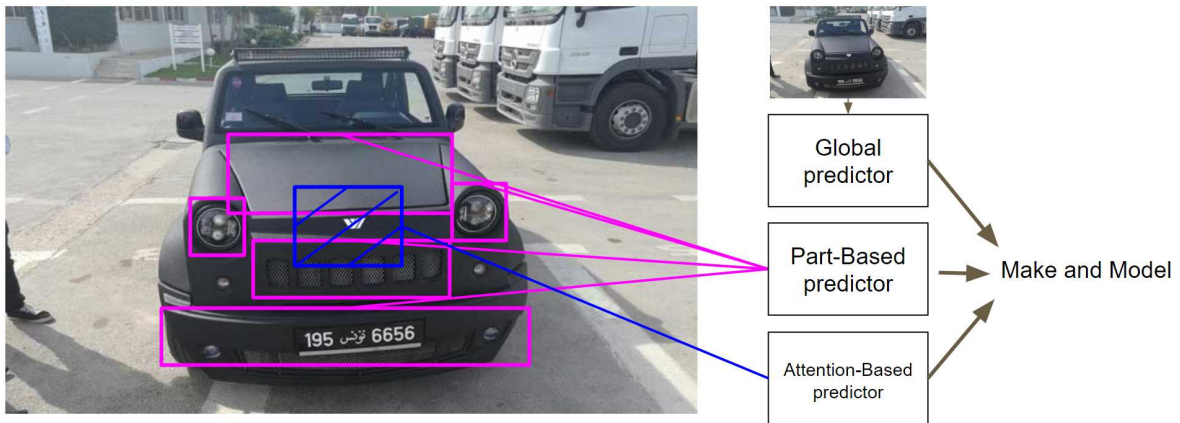 Global
predictor
Part-Based
predictor
Attention-Based
predictor
Make and Model
195 تونس 6656